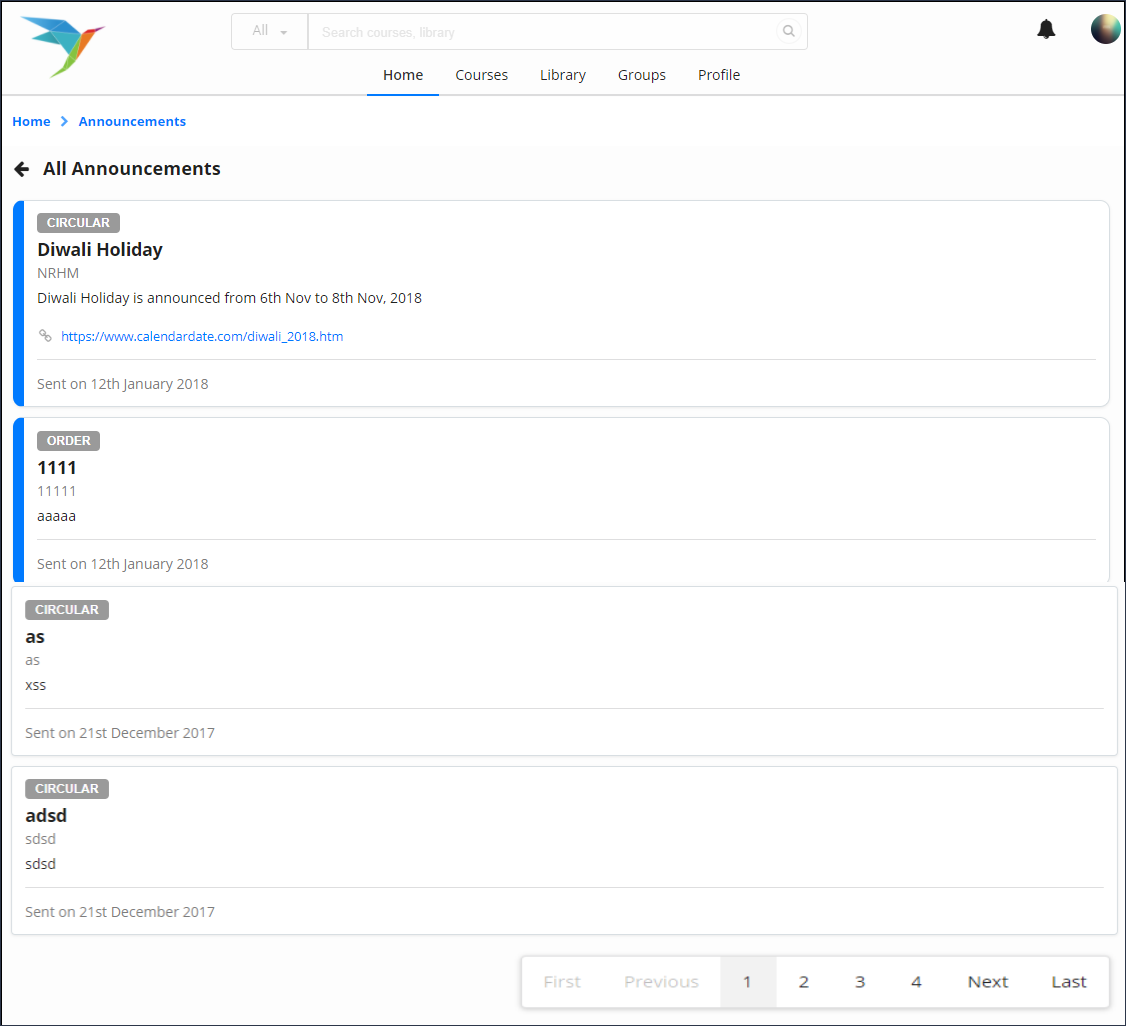 All
Search courses, library
Home Courses Library Groups Profile
Home Announcements
All Announcements
CIRCULAR
Diwali Holiday
NRHM
Diwali Holiday is announced from 6th Nov to 8th Nov, 2018
https://www.calendardate.com/diwali_2018.htm
Sent on 12th January 2018
ORDER
1111
11111
aaaaa
Sent on 12th January 2018
CIRCULAR
as
as
xss
Sent on 21st December 2017
CIRCULAR
adsd
sdsd
sdsd
Sent on 21st December 2017
First Previous 1 2 3 4 Next Last